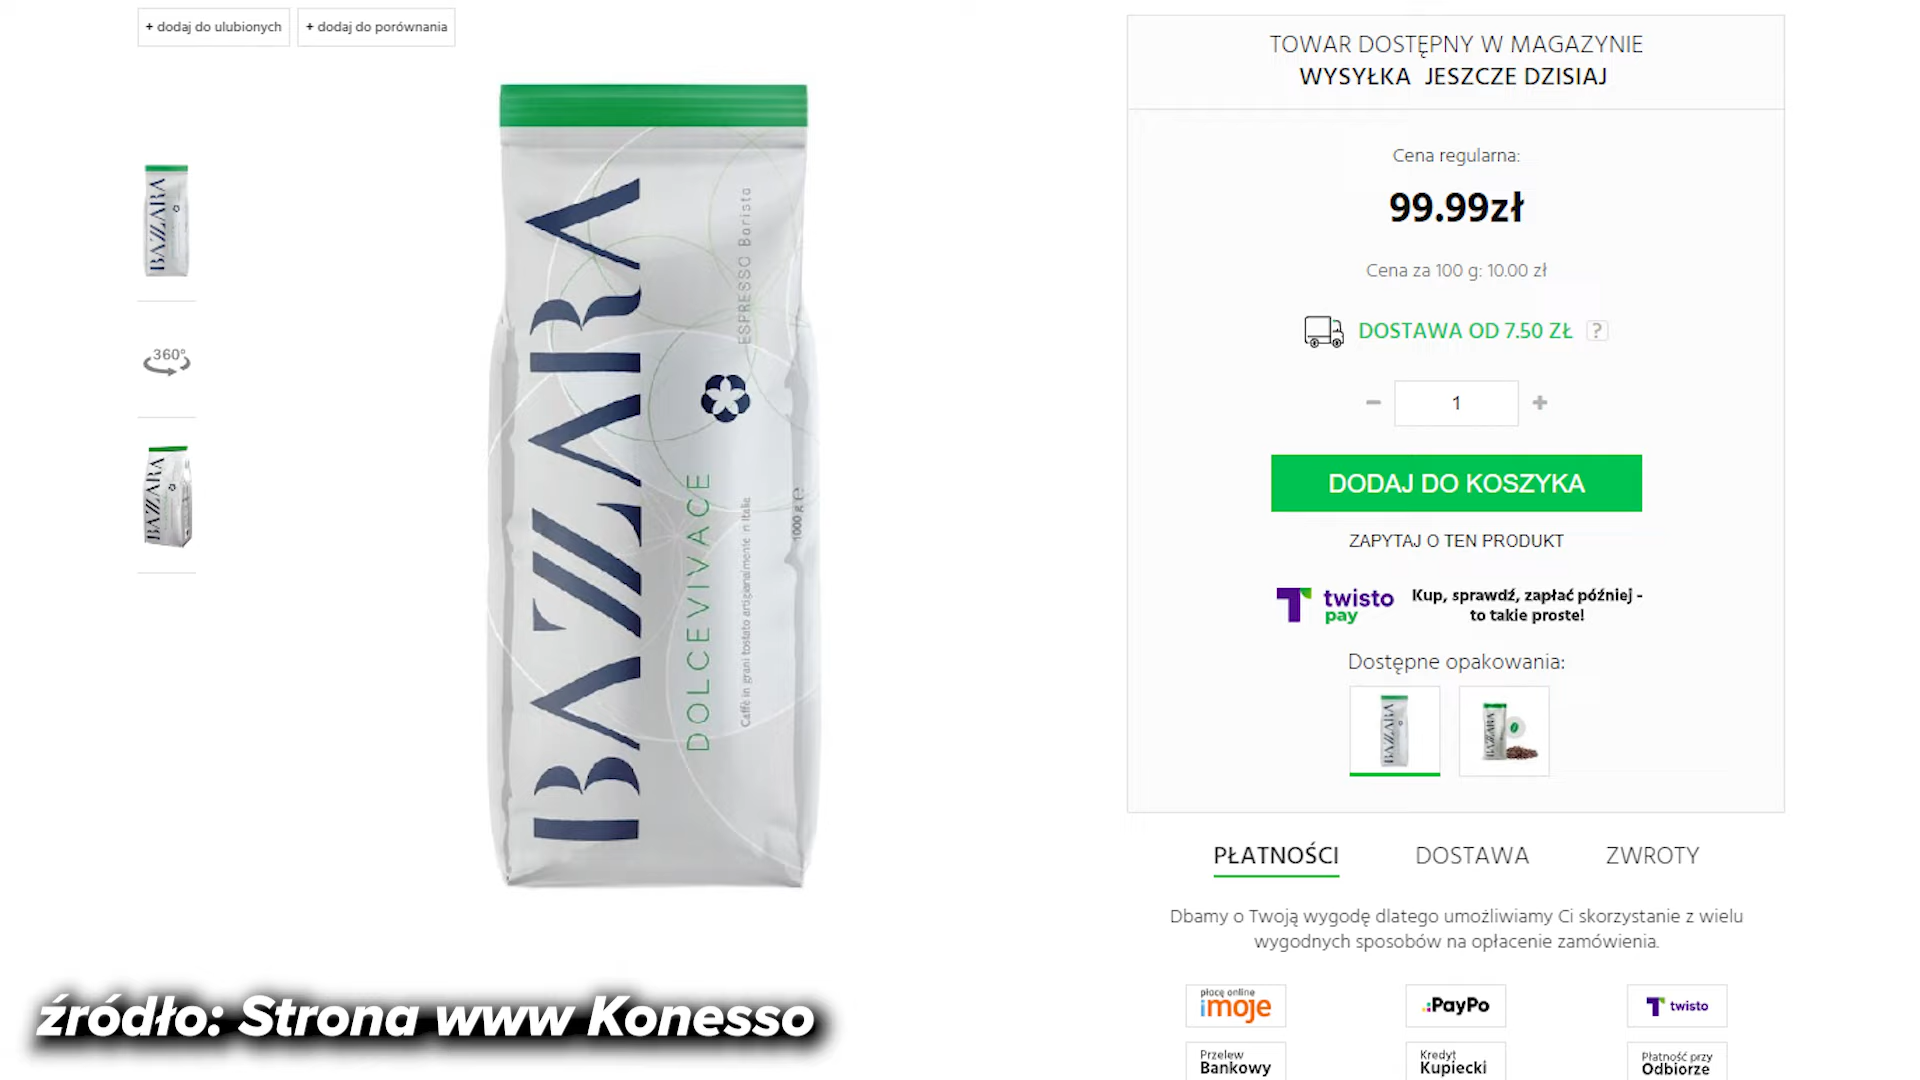 + dodaj do ulubionych
+ dodaj do porównania
BAZZARA
360°
BAZZARA
BAZZARA
DOLCEVIVACE
ESPRESSO Barista
Caffè in grani tostato artigianalmente in Italia
1000 g e
TOWAR DOSTĘPNY W MAGAZYNIE
WYSYŁKA JESZCZE DZISIAJ
Cena regularna:
99.99zł
Cena za 100 g: 10.00 zł
DOSTAWA OD 7.50 ZŁ ?
− 1 +
DODAJ DO KOSZYKA
ZAPYTAJ O TEN PRODUKT
twisto
pay
Kup, sprawdź, zapłać później -
to takie proste!
Dostępne opakowania:
BAZZARA
BAZZARA
PŁATNOŚCI
DOSTAWA
ZWROTY
Dbamy o Twoją wygodę dlatego umożliwiamy Ci skorzystanie z wielu
wygodnych sposobów na opłacenie zamówienia.
płacę online
imoje
PayPo
twisto
Przelew
Bankowy
Kredyt
Kupiecki
Płatność przy
Odbiorze
źródło: Strona www Konesso